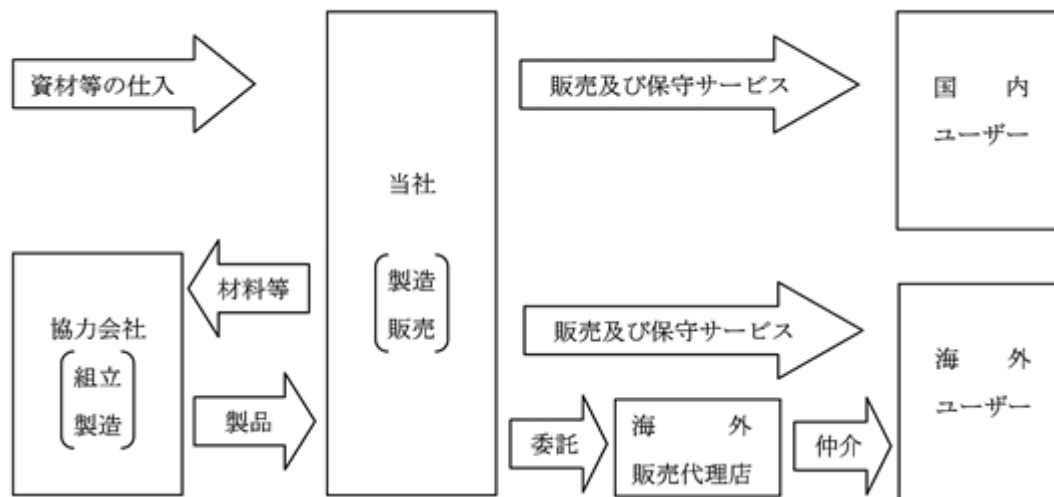 資材等の仕入
販売及び保守サービス
国　内
ユーザー
当社
製造
販売
材料等
協力会社
組立
製造
製品
販売及び保守サービス
海　外
ユーザー
委託
海　外
販売代理店
仲介